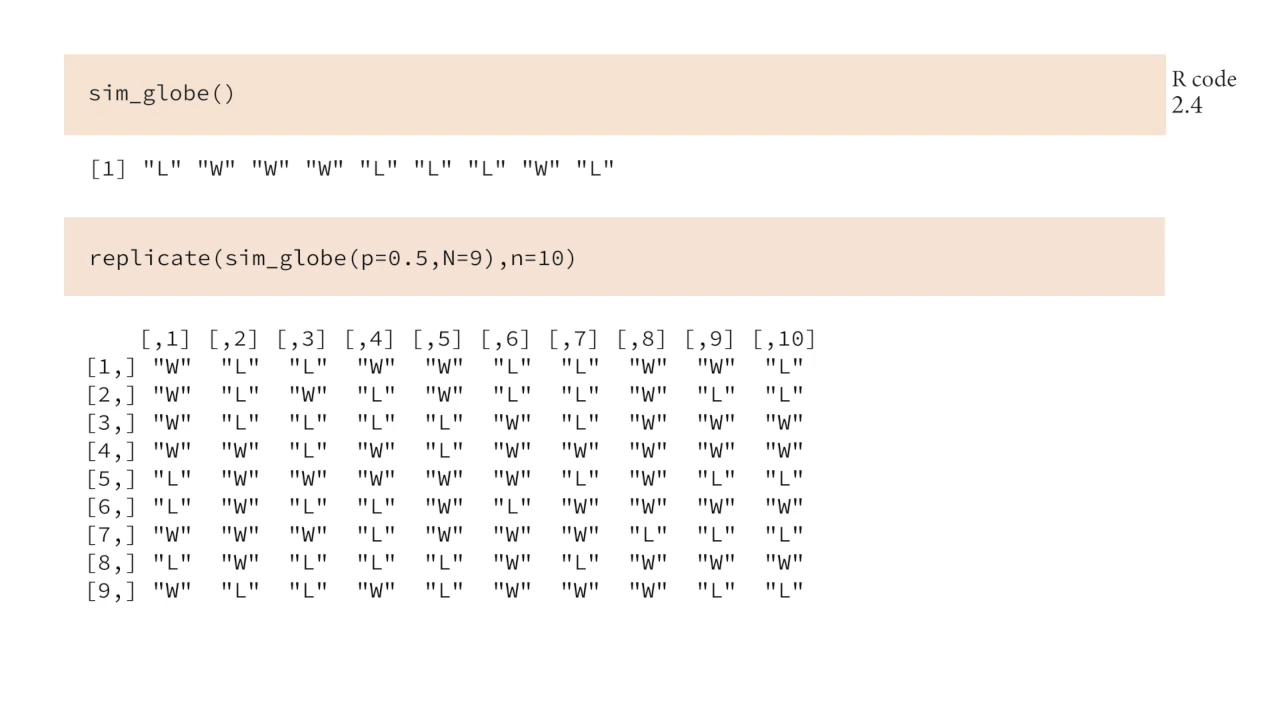 sim_globe()
R code
2.4
[1] "L" "W" "W" "W" "L" "L" "L" "W" "L"
replicate(sim_globe(p=0.5,N=9),n=10)
[,1] [,2] [,3] [,4] [,5] [,6] [,7] [,8] [,9] [,10]
[1,] "W" "L" "L" "W" "W" "L" "L" "W" "W" "L"
[2,] "W" "L" "W" "L" "W" "L" "L" "W" "L" "L"
[3,] "W" "L" "L" "L" "L" "W" "L" "W" "W" "W"
[4,] "W" "W" "L" "W" "L" "W" "W" "W" "W" "W"
[5,] "L" "W" "W" "W" "W" "W" "L" "W" "L" "L"
[6,] "L" "W" "L" "L" "W" "L" "W" "W" "W" "W"
[7,] "W" "W" "W" "L" "W" "W" "W" "L" "L" "L"
[8,] "L" "W" "L" "L" "L" "W" "L" "W" "W" "W"
[9,] "W" "L" "L" "W" "L" "W" "W" "W" "L" "L"